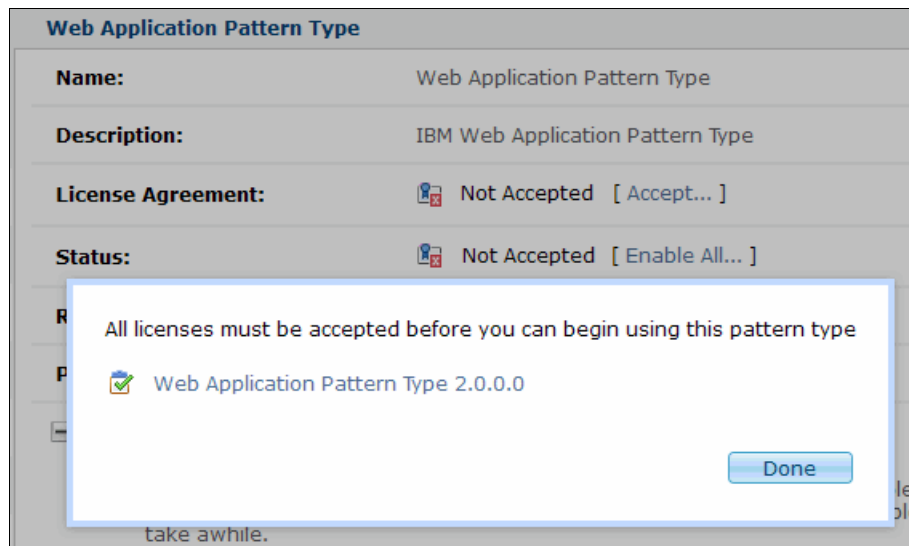 Web Application Pattern Type
Name: Web Application Pattern Type
Description: IBM Web Application Pattern Type
License Agreement: Not Accepted [ Accept... ]
Status: Not Accepted [ Enable All... ]
All licenses must be accepted before you can begin using this pattern type
Web Application Pattern Type 2.0.0.0
Done
take awhile.